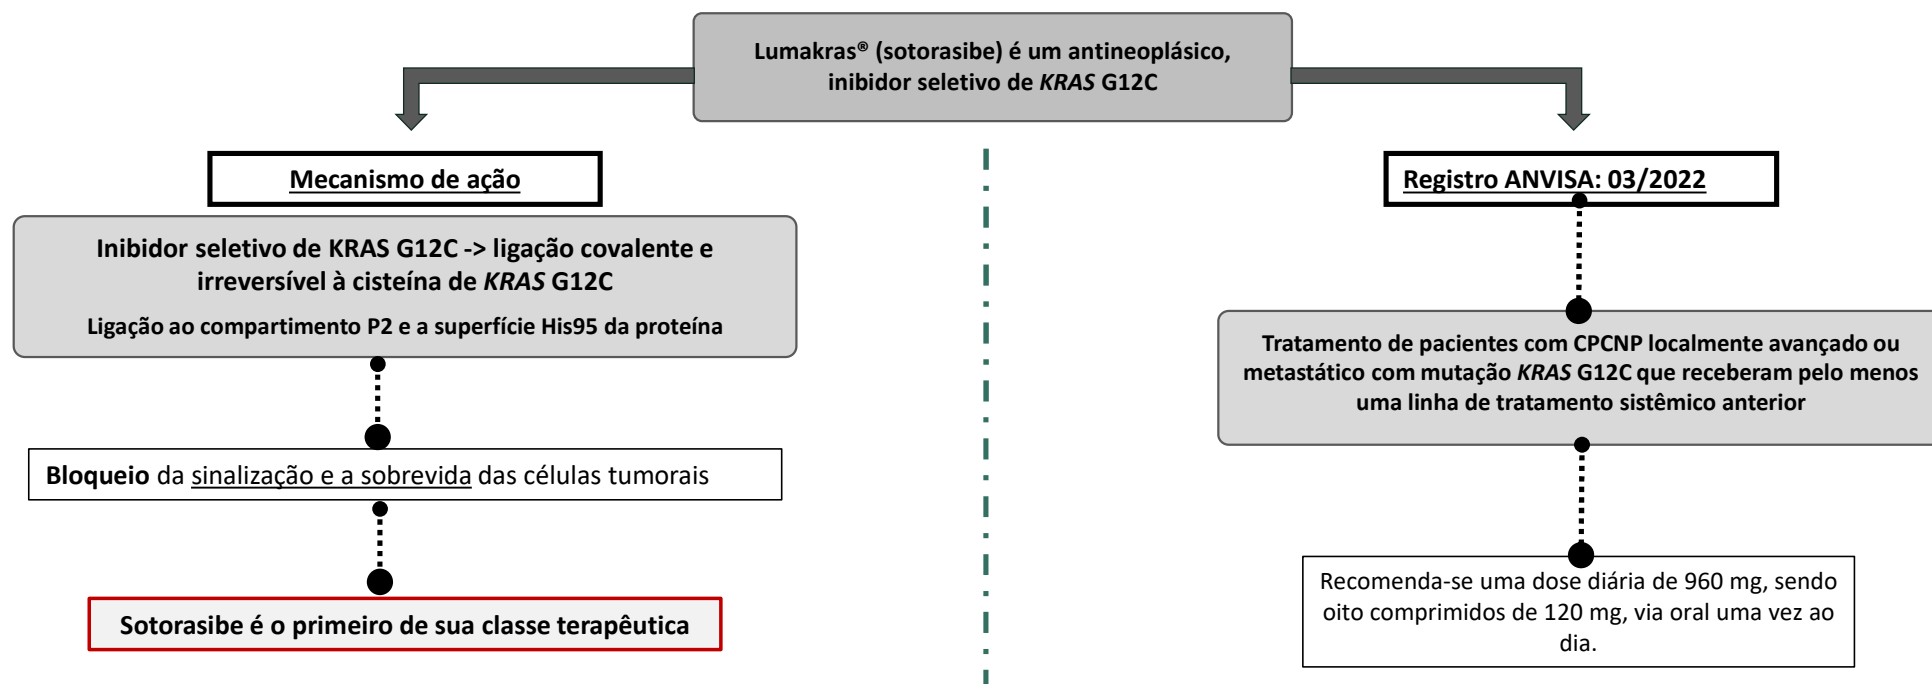 Lumakras® (sotorasibe) é um antineoplásico,
inibidor seletivo de KRAS G12C
Mecanismo de ação
Inibidor seletivo de KRAS G12C -> ligação covalente e
irreversível à cisteína de KRAS G12C
Ligação ao compartimento P2 e a superfície His95 da proteína
Bloqueio da sinalização e a sobrevida das células tumorais
Sotorasibe é o primeiro de sua classe terapêutica
Registro ANVISA: 03/2022
Tratamento de pacientes com CPCNP localmente avançado ou
metastático com mutação KRAS G12C que receberam pelo menos
uma linha de tratamento sistêmico anterior
Recomenda-se uma dose diária de 960 mg, sendo
oito comprimidos de 120 mg, via oral uma vez ao
dia.